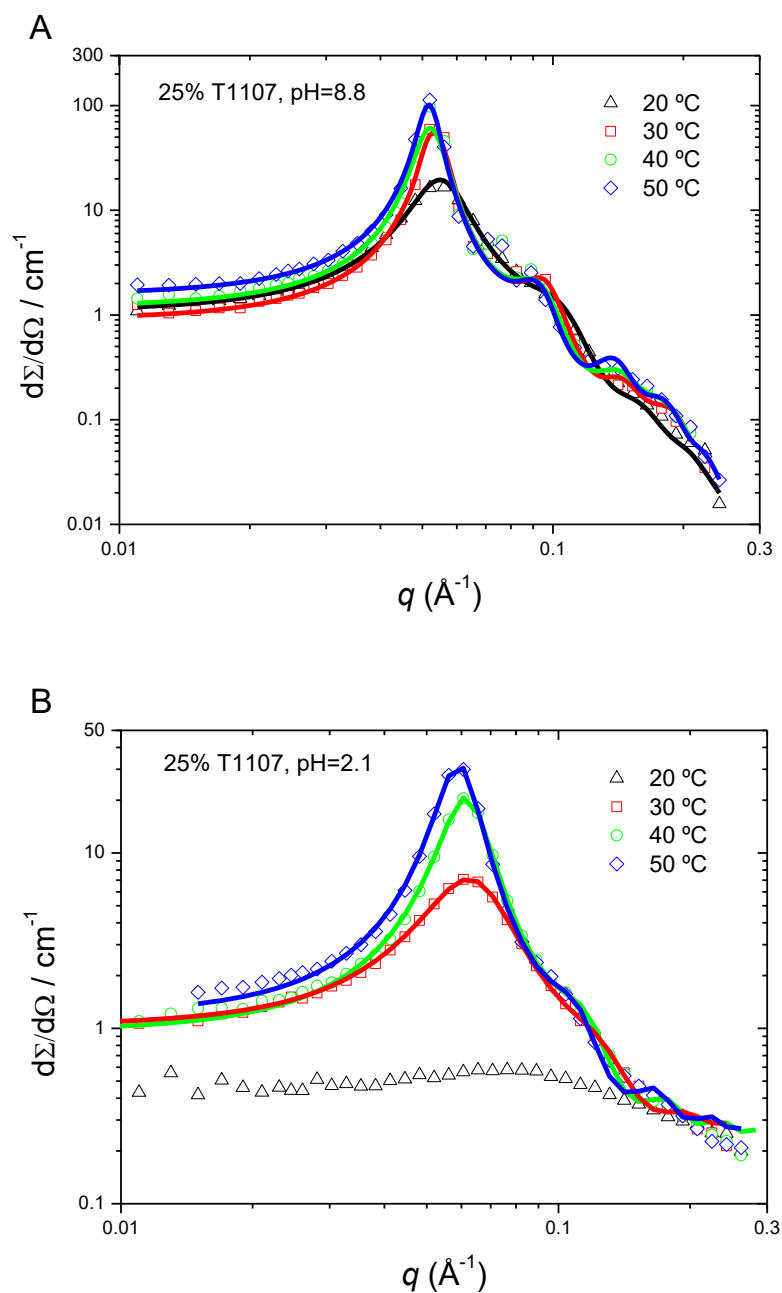 A
300
25% T1107, pH=8.8
20 ºC
30 ºC
40 ºC
50 ºC
100
10
1
0.1
0.01
dΣ/dΩ / cm⁻¹
0.01
0.1
0.3
q (Å⁻¹)
B
50
25% T1107, pH=2.1
20 ºC
30 ºC
40 ºC
50 ºC
10
1
0.1
dΣ/dΩ / cm⁻¹
0.01
0.1
0.3
q (Å⁻¹)